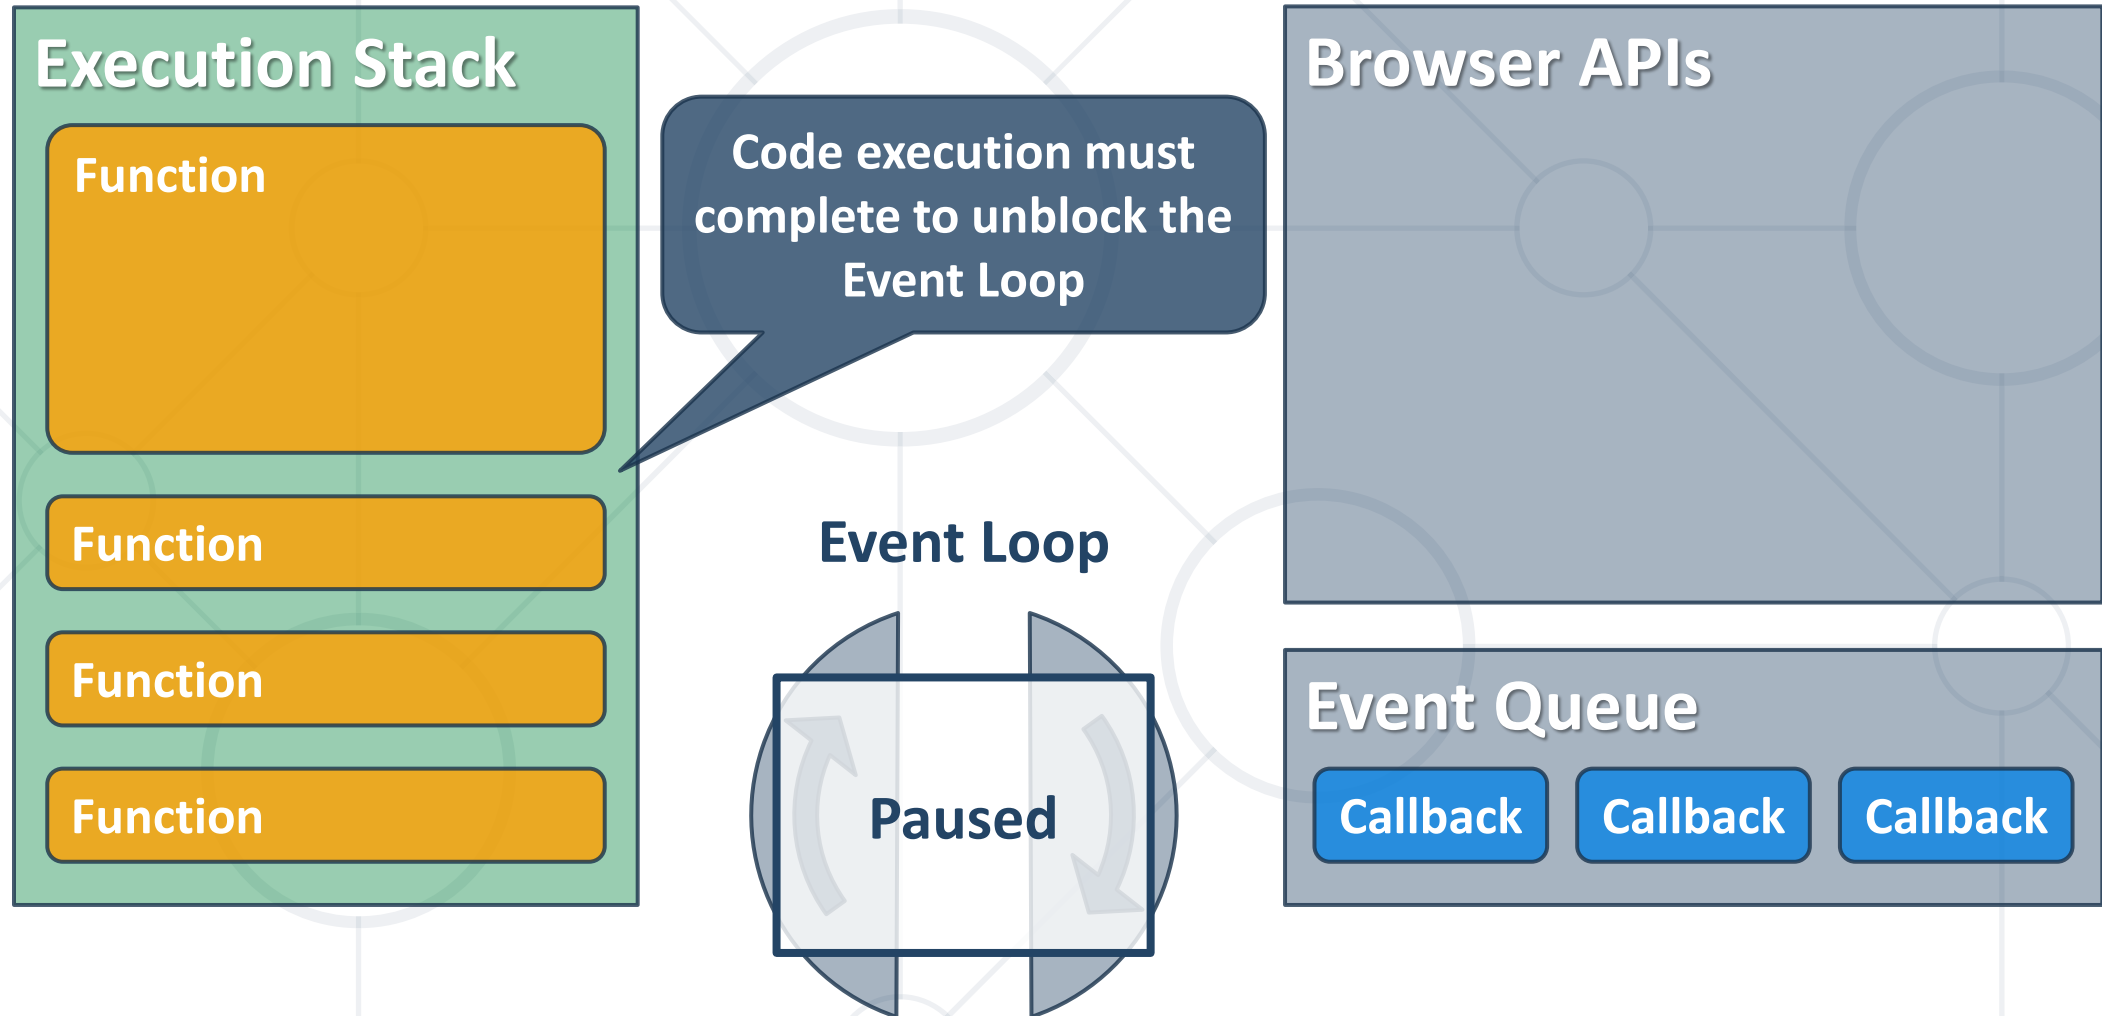 Execution Stack
Function
Function
Function
Function
Code execution must
complete to unblock the
Event Loop
Event Loop
Paused
Browser APIs
Event Queue
Callback Callback Callback